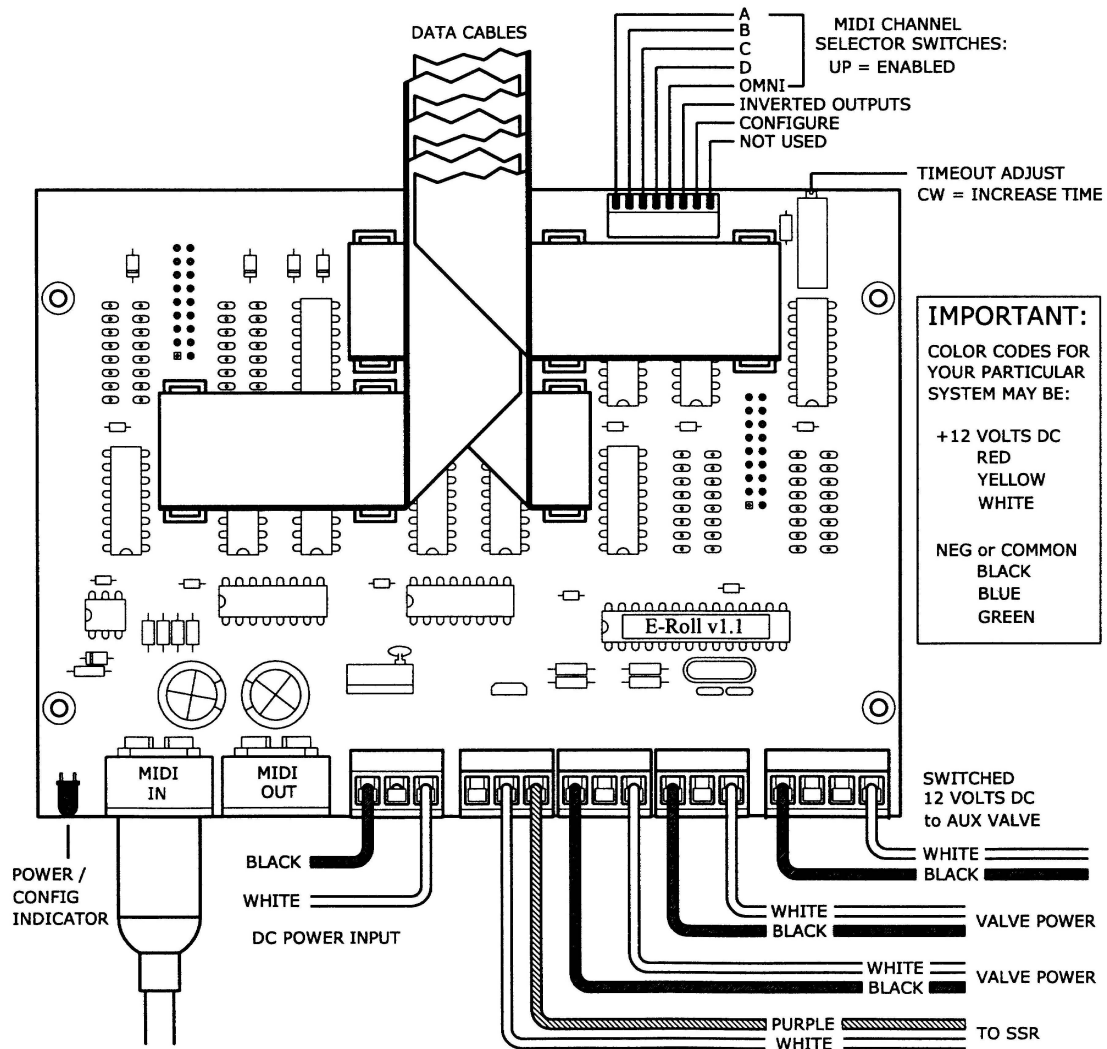 DATA CABLES
A
B
C
D
OMNI
INVERTED OUTPUTS
CONFIGURE
NOT USED
MIDI CHANNEL
SELECTOR SWITCHES:
UP = ENABLED
TIMEOUT ADJUST
CW = INCREASE TIME
IMPORTANT:
COLOR CODES FOR
YOUR PARTICULAR
SYSTEM MAY BE:
+12 VOLTS DC
RED
YELLOW
WHITE
NEG or COMMON
BLACK
BLUE
GREEN
E-Roll v1.1
MIDI
IN
MIDI
OUT
POWER /
CONFIG
INDICATOR
BLACK
WHITE
DC POWER INPUT
SWITCHED
12 VOLTS DC
to AUX VALVE
WHITE
BLACK
WHITE
BLACK
VALVE POWER
WHITE
BLACK
VALVE POWER
PURPLE
WHITE
TO SSR